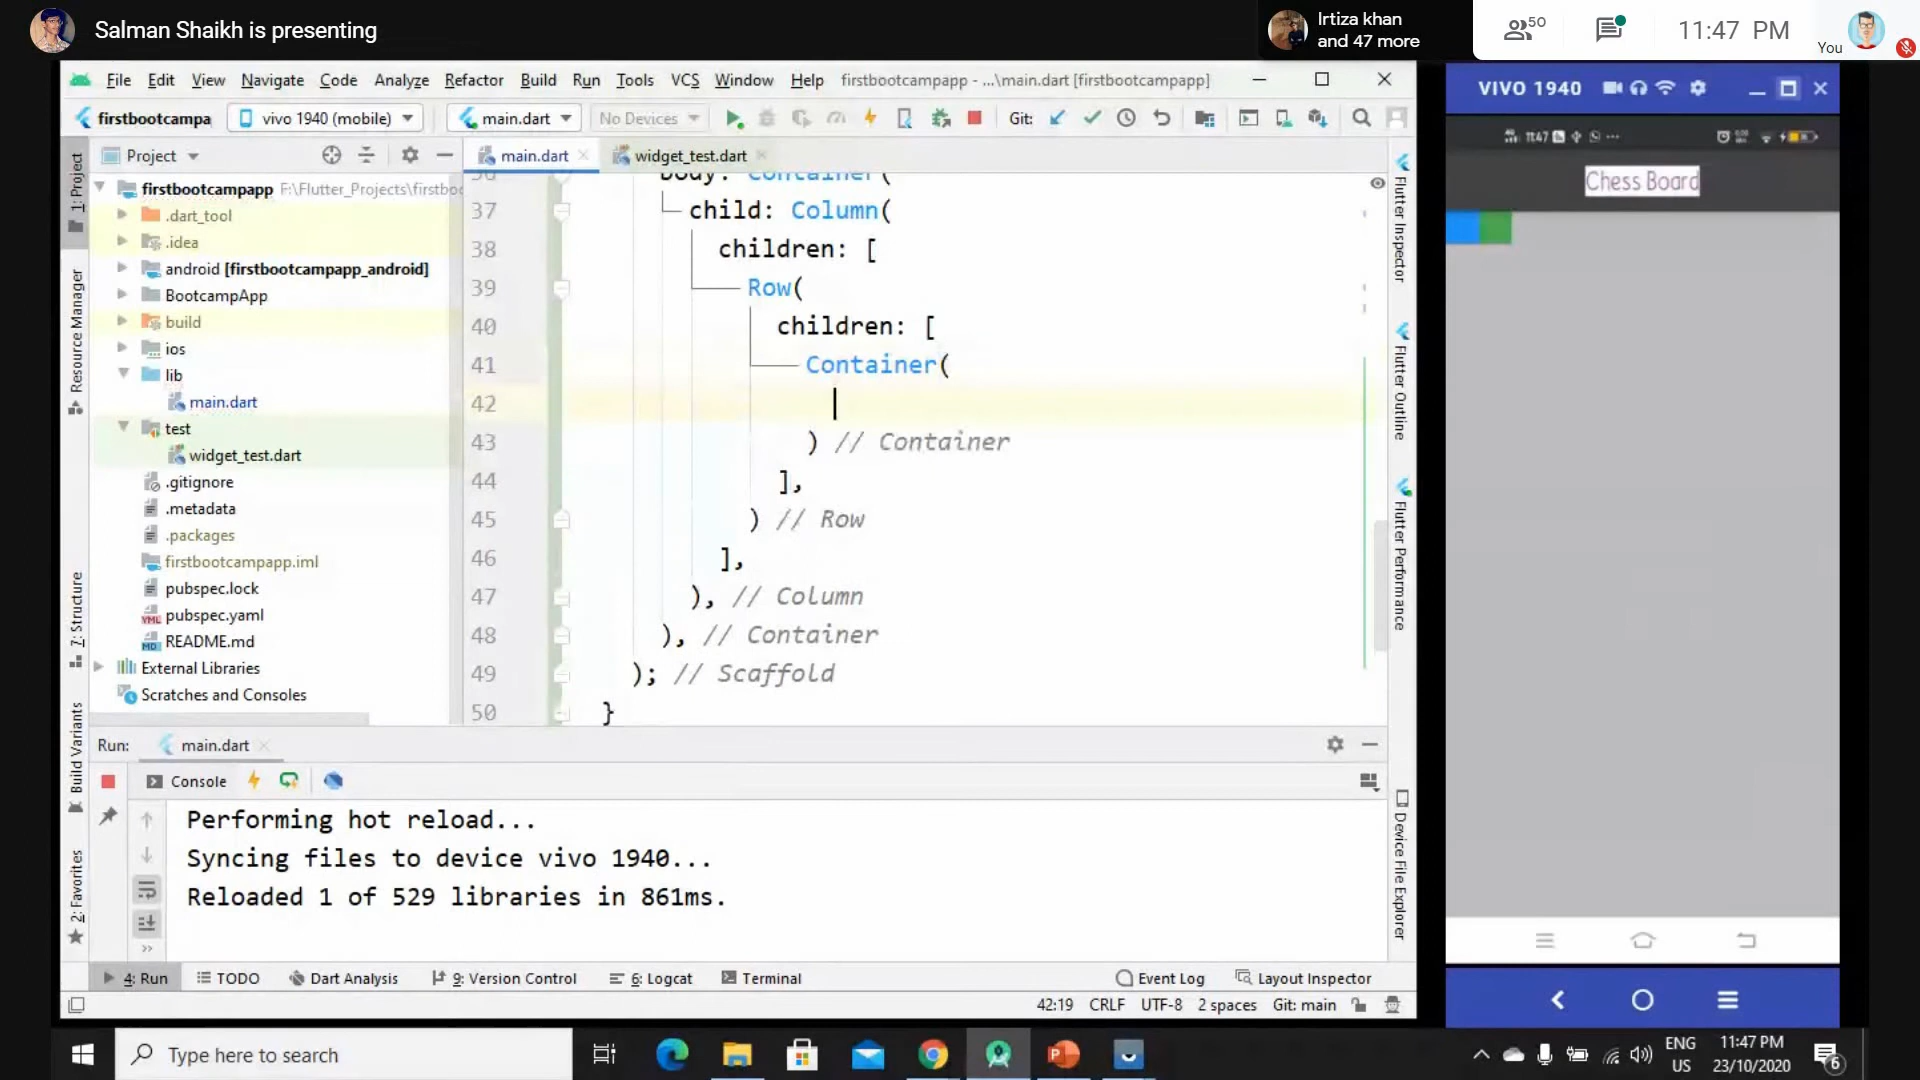 Salman Shaikh is presenting
Irtiza khan
and 47 more
50
11:47 PM
You
File Edit View Navigate Code Analyze Refactor Build Run Tools VCS Window Help firstbootcampapp - ...\main.dart [firstbootcampapp]
firstbootcampa
vivo 1940 (mobile)
main.dart
No Devices
Git:
Project
main.dart
widget_test.dart
1: Project
Resource Manager
7: Structure
Build Variants
2: Favorites
firstbootcampapp F:\Flutter_Projects\firstboo
.dart_tool
.idea
android [firstbootcampapp_android]
BootcampApp
build
ios
lib
main.dart
test
widget_test.dart
.gitignore
.metadata
.packages
firstbootcampapp.iml
pubspec.lock
pubspec.yaml
README.md
External Libraries
Scratches and Consoles
36 body: Container(
37 child: Column(
38 children: [
39 Row(
40 children: [
41 Container(
42
43 ) // Container
44 ],
45 ) // Row
46 ],
47 ), // Column
48 ), // Container
49 ); // Scaffold
50 }
Flutter Inspector
Flutter Outline
Flutter Performance
Device File Explorer
Run: main.dart
Console
Performing hot reload...
Syncing files to device vivo 1940...
Reloaded 1 of 529 libraries in 861ms.
4: Run TODO Dart Analysis 9: Version Control 6: Logcat Terminal Event Log Layout Inspector
42:19 CRLF UTF-8 2 spaces Git: main
VIVO 1940
11:47
Chess Board
Type here to search
ENG
US
11:47 PM
23/10/2020
6